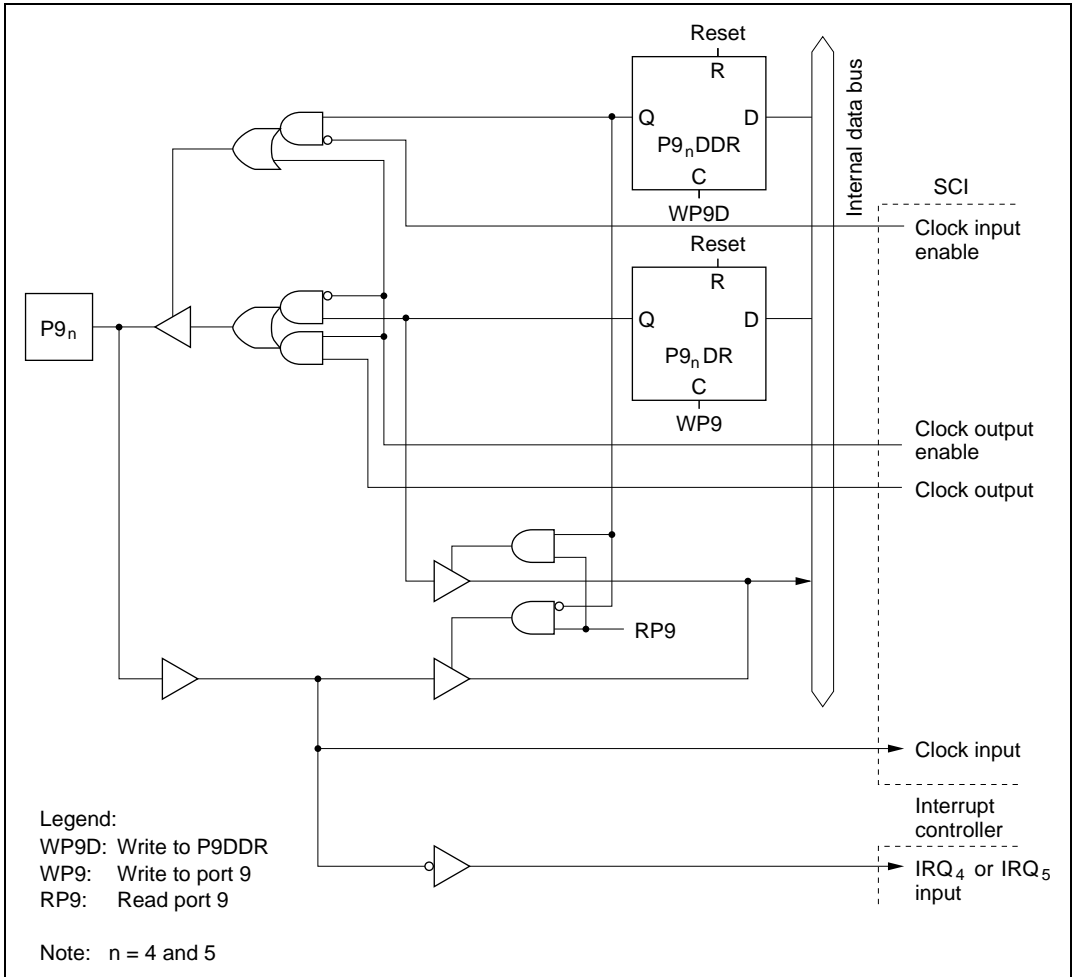 Reset
R
Q D
P9nDDR
C
WP9D
Internal data bus
SCI
Clock input
enable
Reset
R
Q D
P9nDR
C
WP9
P9n
Clock output
enable
Clock output
RP9
Clock input
Interrupt
controller
IRQ4 or IRQ5
input
Legend:
WP9D: Write to P9DDR
WP9: Write to port 9
RP9: Read port 9
Note: n = 4 and 5